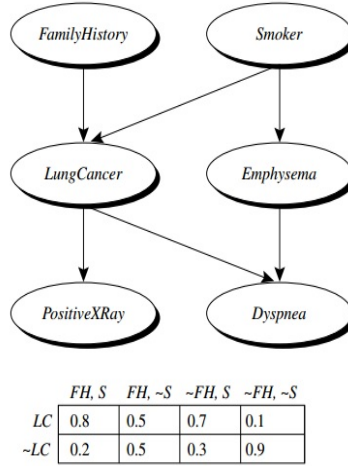 FamilyHistory Smoker
LungCancer Emphysema
PositiveXRay Dyspnea
FH, S FH, ~S ~FH, S ~FH, ~S
LC 0.8 0.5 0.7 0.1
~LC 0.2 0.5 0.3 0.9